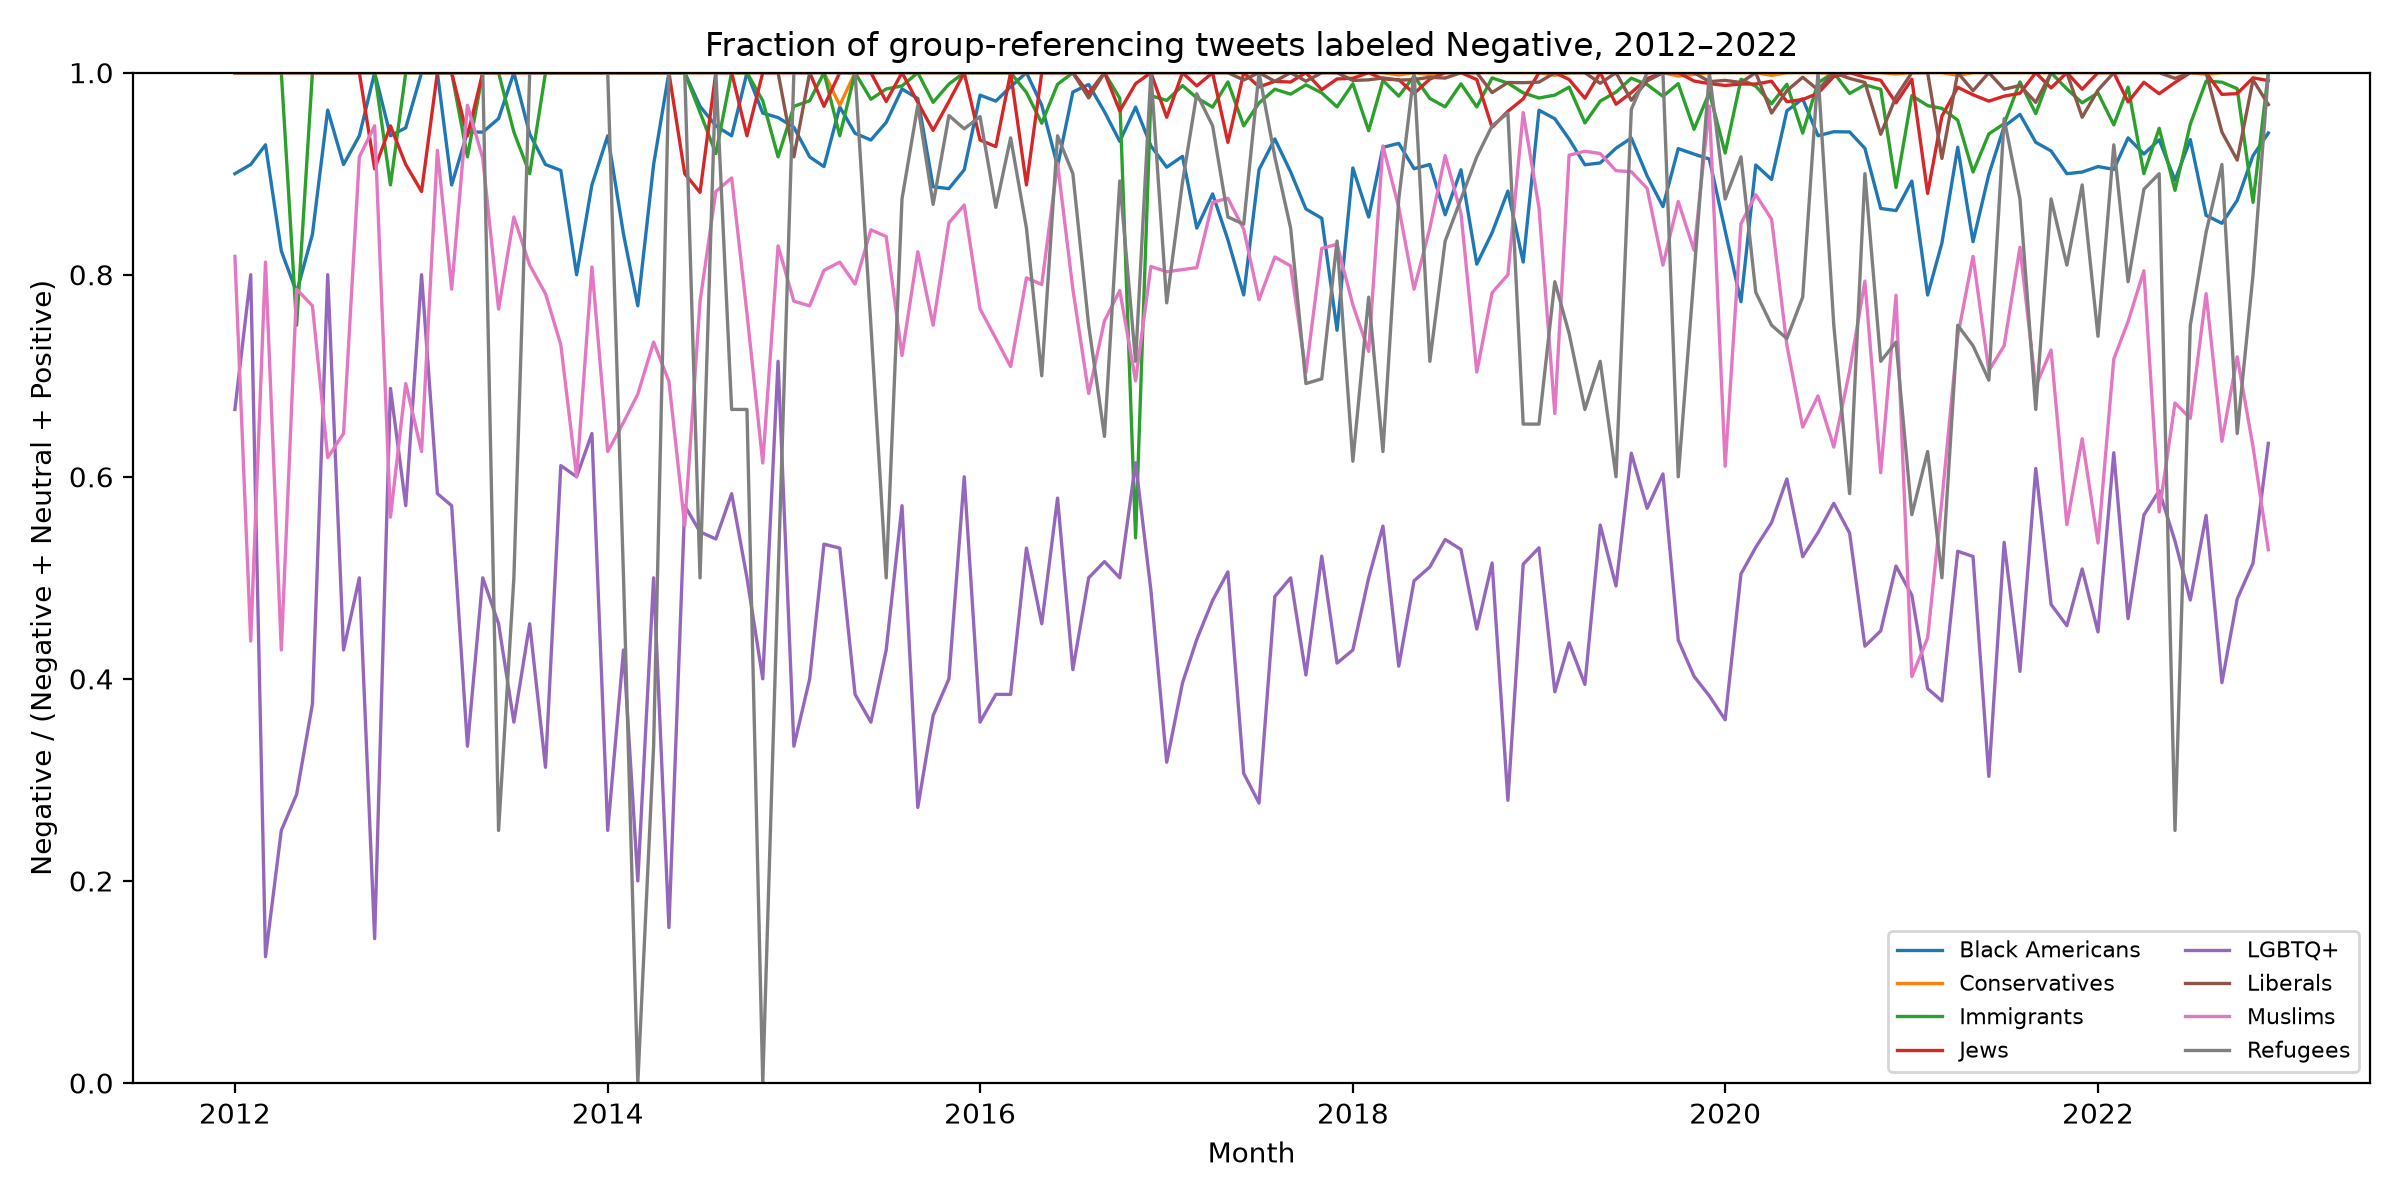 Fraction of group-referencing tweets labeled Negative, 2012–2022
Negative / (Negative + Neutral + Positive)
1.0
0.8
0.6
0.4
0.2
0.0
2012 2014 2016 2018 2020 2022
Month
Black Americans
Conservatives
Immigrants
Jews
LGBTQ+
Liberals
Muslims
Refugees